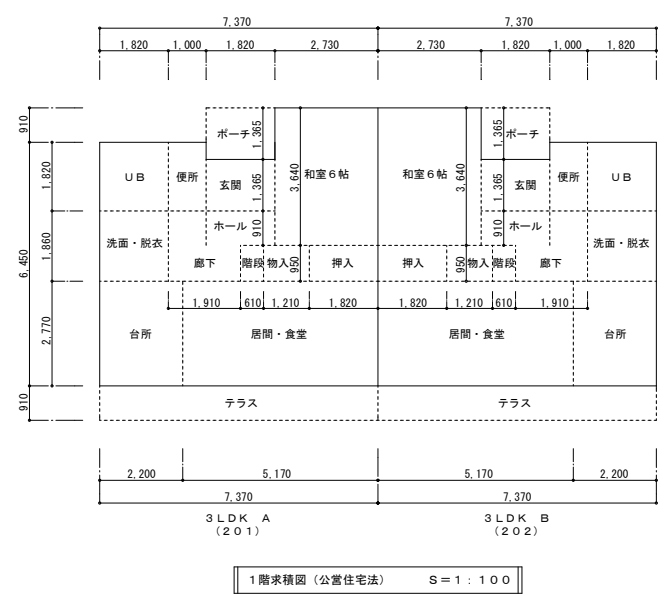 7,370 7,370
1,820 1,000 1,820 2,730 2,730 1,820 1,000 1,820
910
ポーチ 1,365 1,365 ポーチ
1,820 UB 便所 玄関 1,365 3,640 和室6帖 和室6帖 3,640 1,365 玄関 便所 UB
ホール 910 910 ホール
6,450 1,860 洗面・脱衣 洗面・脱衣
廊下 階段 物入 950 押入 押入 950 物入 階段 廊下
1,910 610 1,210 1,820 1,820 1,210 610 1,910
2,770 台所 居間・食堂 居間・食堂 台所
910 テラス テラス
2,200 5,170 5,170 2,200
7,370 7,370
3LDK A 3LDK B
(201) (202)
1階求積図(公営住宅法) S=1:100